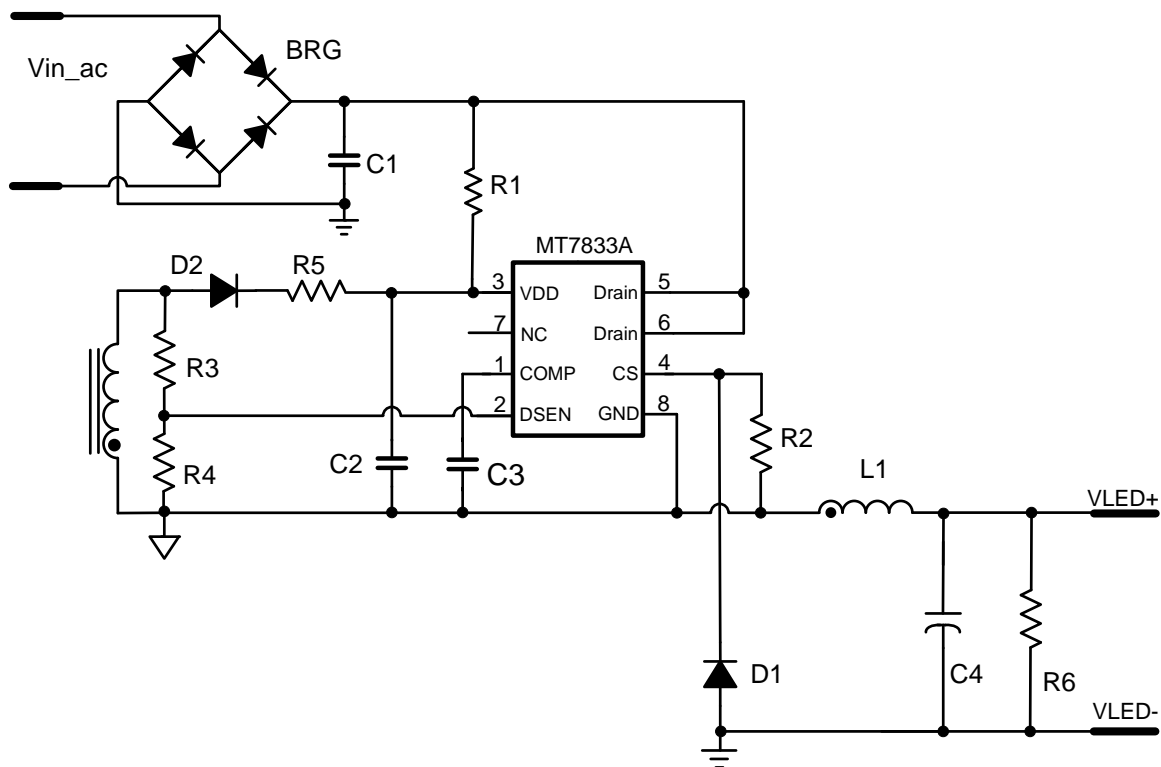 BRG
Vin_ac
C1
R1
MT7833A
D2
R5
3
VDD
Drain
5
7
NC
Drain
6
R3
1
COMP
CS
4
2
DSEN
GND
8
R2
R4
C2
C3
L1
VLED+
D1
C4
R6
VLED-